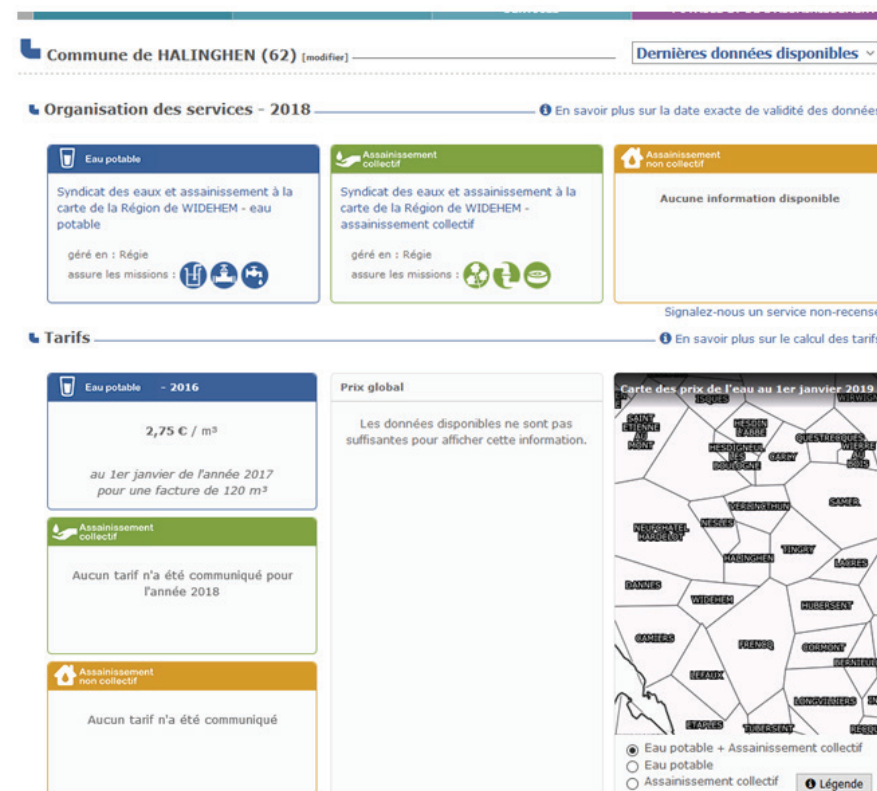 Commune de HALINGHEN (62) [modifier]
Dernières données disponibles
Organisation des services - 2018
En savoir plus sur la date exacte de validité des données
Eau potable
Syndicat des eaux et assainissement à la
carte de la Région de WIDEHEM - eau
potable
géré en : Régie
assure les missions :
Assainissement
collectif
Syndicat des eaux et assainissement à la
carte de la Région de WIDEHEM -
assainissement collectif
géré en : Régie
assure les missions :
Assainissement
non collectif
Aucune information disponible
Signalez-nous un service non-recensé
Tarifs
En savoir plus sur le calcul des tarifs
Eau potable - 2016
2,75 € / m³
au 1er janvier de l'année 2017
pour une facture de 120 m³
Assainissement
collectif
Aucun tarif n'a été communiqué pour
l'année 2018
Assainissement
non collectif
Aucun tarif n'a été communiqué
Prix global
Les données disponibles ne sont pas
suffisantes pour afficher cette information.
Carte des prix de l'eau au 1er janvier 2019
ISQUES
WIRWIGN
SAINT
ETIENNE
AU
MONT
HESDIN
L'ABBE
HESDIGNEUL
LES
BOULOGNE
CARLY
QUESTRECQUES
WIERRE
AU
BOIS
VERLINCTHUN
SAMER
NEUFCHATEL
HARDELOT
NESLES
HALINGHEN
TINGRY
LACRES
DANNES
WIDEHEM
HUBERSENT
CAMIERS
FRENCQ
CORMONT
BERNIEUL
LEFAUX
LONGVILLIERS
ETAPLES
TUBERSENT
RECQU
Eau potable + Assainissement collectif
Eau potable
Assainissement collectif
Légende